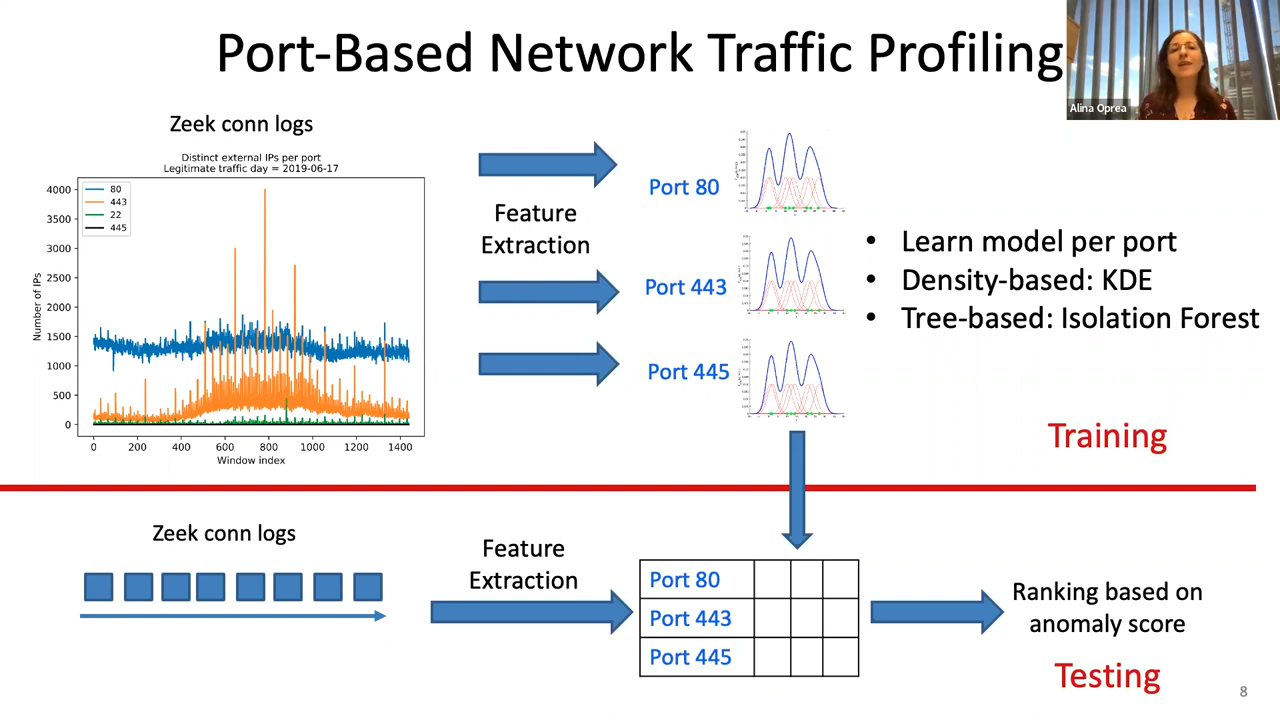 Port-Based Network Traffic Profiling
Alina Oprea
Zeek conn logs
Distinct external IPs per port
Legitimate traffic day = 2019-06-17
Number of IPs
4000
3500
3000
2500
2000
1500
1000
500
0
80
443
22
445
0 200 400 600 800 1000 1200 1400
Window index
Feature
Extraction
Port 80
Port 443
Port 445
• Learn model per port
• Density-based: KDE
• Tree-based: Isolation Forest
Training
Zeek conn logs
Feature
Extraction
Port 80
Port 443
Port 445
Ranking based on
anomaly score
Testing
8